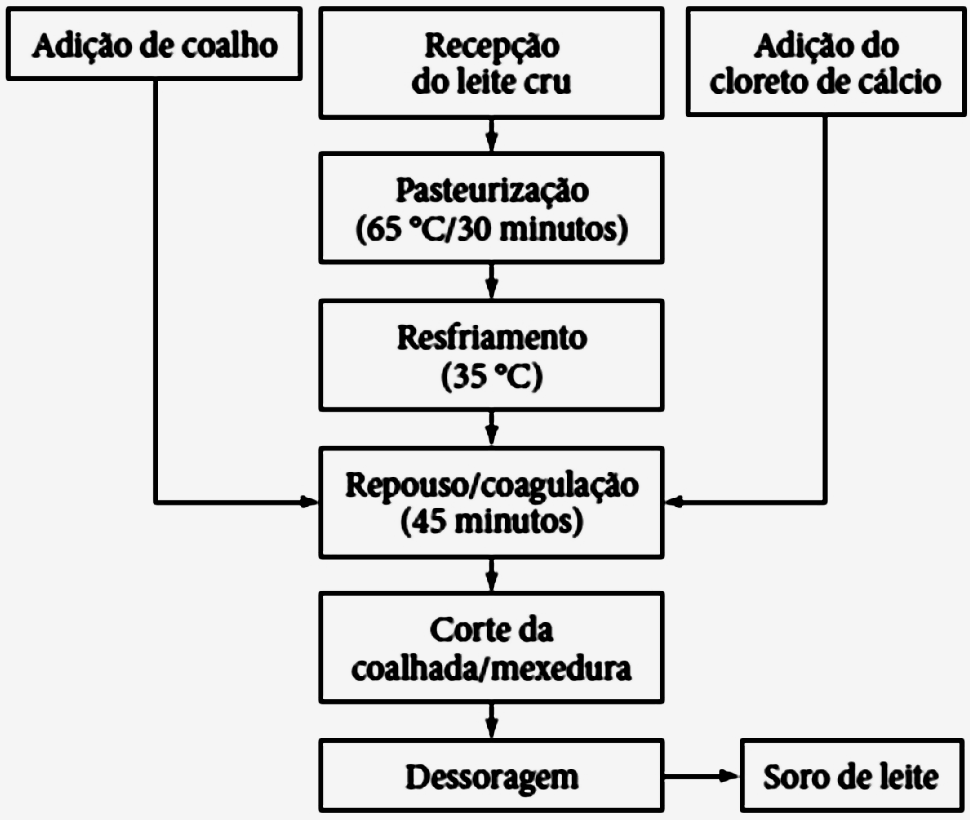 Adição de coalho
Recepção
do leite cru
Adição do
cloreto de cálcio
Pasteurização
(65 °C/30 minutos)
Resfriamento
(35 °C)
Repouso/coagulação
(45 minutos)
Corte da
coalhada/mexedura
Dessoragem
Soro de leite